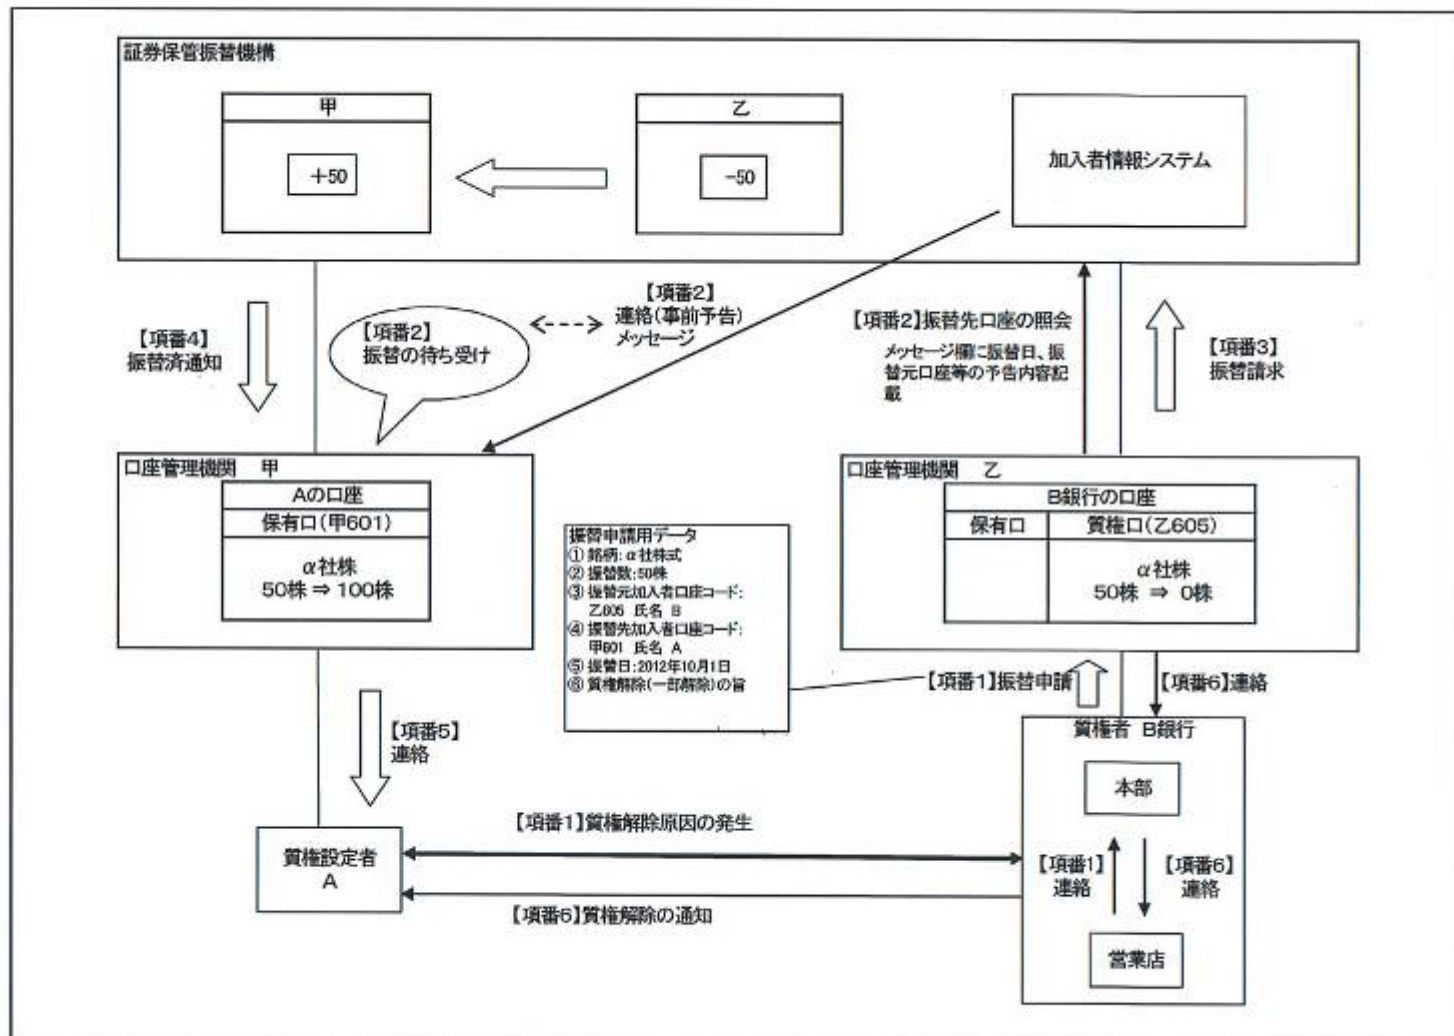 証券保管振替機構
甲
乙
+50
-50
加入者情報システム
【項番4】
振替済通知
【項番2】
振替の待ち受け
【項番2】
連絡(事前予告)
メッセージ
【項番2】振替先口座の照会
メッセージ欄に振替日、振
替元口座等の予告内容記
載
【項番3】
振替請求
口座管理機関 甲
Aの口座
保有口(甲601)
α社株
50株 ⇒ 100株
口座管理機関 乙
B銀行の口座
保有口
質権口(乙605)
α社株
50株 ⇒ 0株
振替申請用データ
① 銘柄:α社株式
② 振替数:50株
③ 振替元加入者口座コード:
乙605 氏名 B
④ 振替先加入者口座コード:
甲601 氏名 A
⑤ 振替日:2012年10月1日
⑥ 質権解除(一部解除)の旨
【項番1】振替申請
【項番6】連絡
【項番5】
連絡
質権者 B銀行
本部
【項番1】
連絡
【項番6】
連絡
営業店
【項番1】質権解除原因の発生
質権設定者
A
【項番6】質権解除の通知